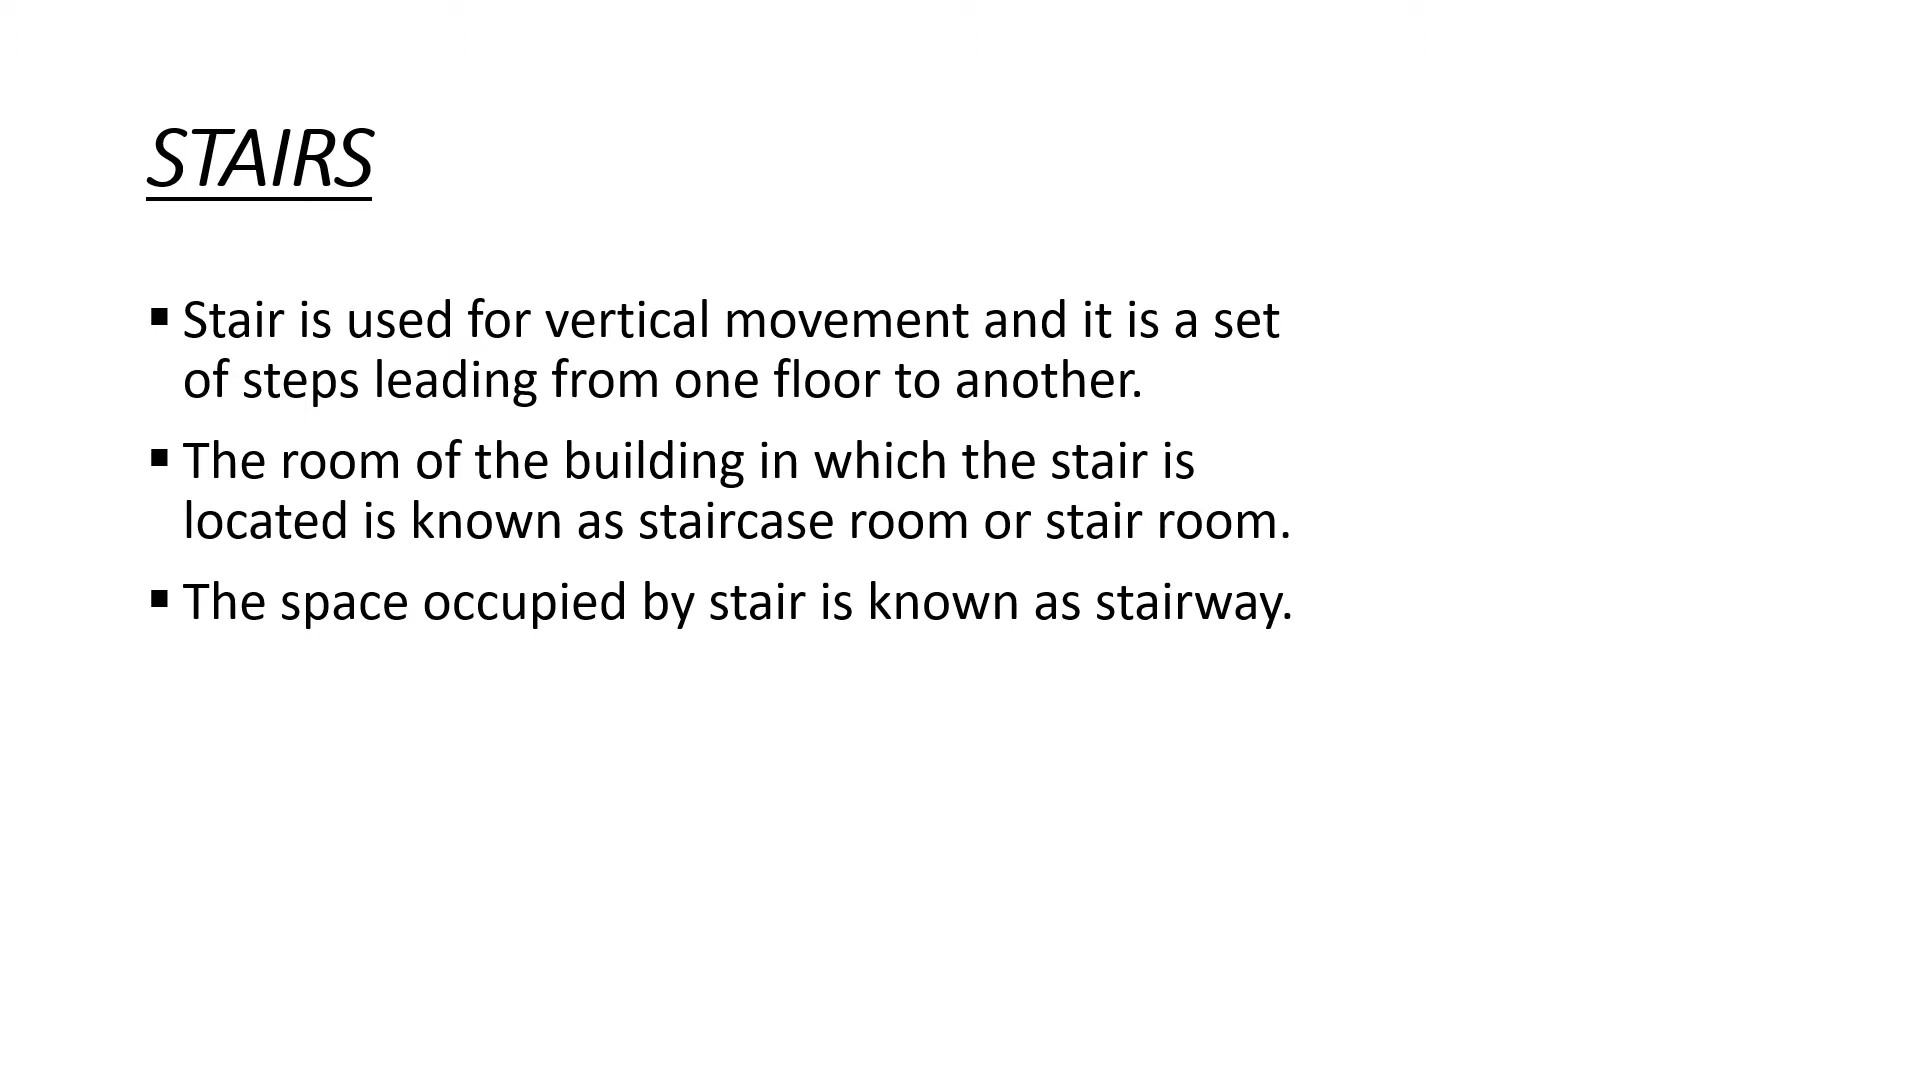 STAIRS
▪ Stair is used for vertical movement and it is a set
of steps leading from one floor to another.
▪ The room of the building in which the stair is
located is known as staircase room or stair room.
▪ The space occupied by stair is known as stairway.